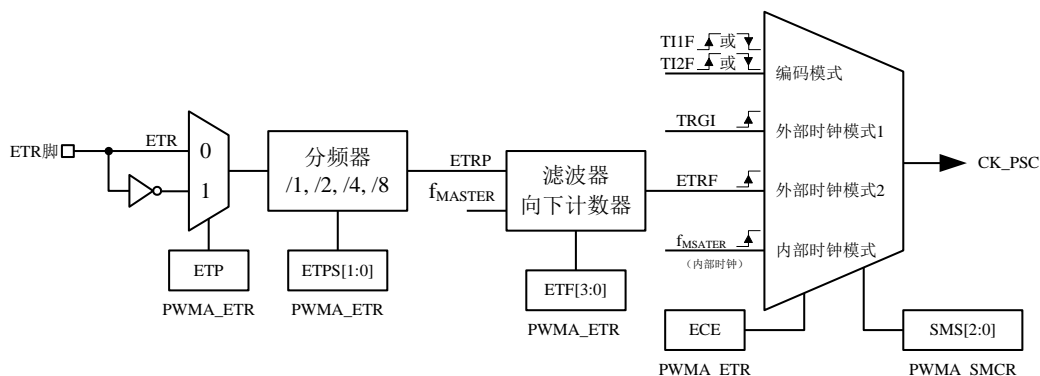 TI1F 或
TI2F 或
编码模式
TRGI
外部时钟模式1
ETR脚
ETR
0
1
分频器
/1, /2, /4, /8
ETRP
fMASTER
滤波器
向下计数器
ETRF
外部时钟模式2
CK_PSC
fMSATER
(内部时钟)
内部时钟模式
ETP
PWMA_ETR
ETPS[1:0]
PWMA_ETR
ETF[3:0]
PWMA_ETR
ECE
PWMA_ETR
SMS[2:0]
PWMA_SMCR